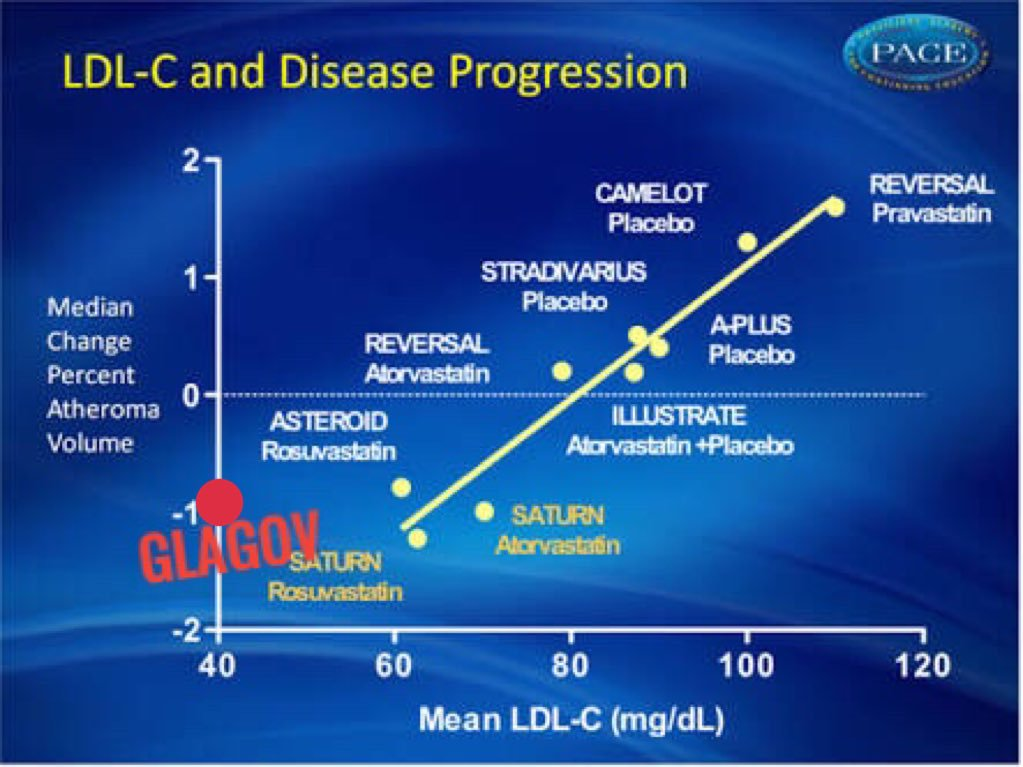 LDL-C and Disease Progression
PACE
2
1
0
-1
-2
Median
Change
Percent
Atheroma
Volume
REVERSAL
Pravastatin
CAMELOT
Placebo
STRADIVARIUS
Placebo
A-PLUS
Placebo
REVERSAL
Atorvastatin
ILLUSTRATE
Atorvastatin +Placebo
ASTEROID
Rosuvastatin
SATURN
Atorvastatin
GLAGOV
SATURN
Rosuvastatin
40 60 80 100 120
Mean LDL-C (mg/dL)